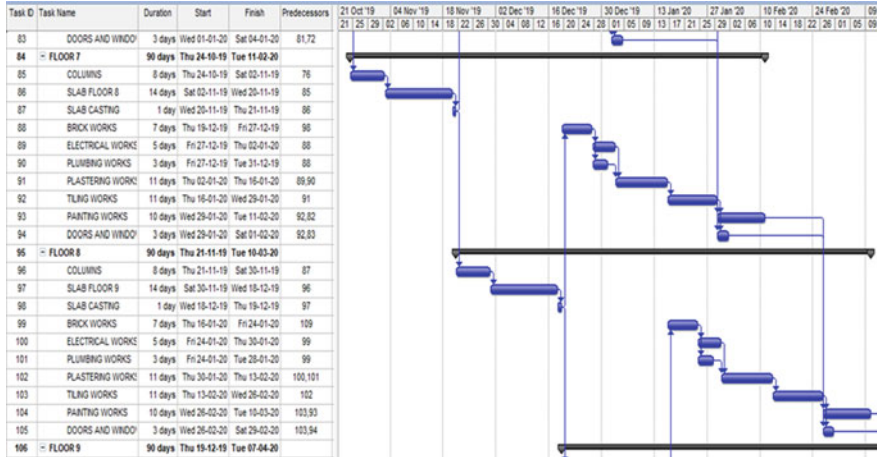 Task ID Task Name Duration Start Finish Predecessors 21 Oct '19 04 Nov '19 18 Nov '19 02 Dec '19 16 Dec '19 30 Dec '19 13 Jan '20 27 Jan '20 10 Feb '20 24 Feb '20 09
21 25 29 02 06 10 14 18 22 26 30 04 08 12 16 20 24 28 01 05 09 13 17 21 25 29 02 06 10 14 18 22 26 01 05 09
83 DOORS AND WINDO 3 days Wed 01-01-20 Sat 04-01-20 81,72
84 FLOOR 7 90 days Thu 24-10-19 Tue 11-02-20
85 COLUMNS 8 days Thu 24-10-19 Sat 02-11-19 76
86 SLAB FLOOR 8 14 days Sat 02-11-19 Wed 20-11-19 85
87 SLAB CASTING 1 day Wed 20-11-19 Thu 21-11-19 86
88 BRICK WORKS 7 days Thu 19-12-19 Fri 27-12-19 98
89 ELECTRICAL WORKS 5 days Fri 27-12-19 Thu 02-01-20 88
90 PLUMBING WORKS 3 days Fri 27-12-19 Tue 31-12-19 88
91 PLASTERING WORKS 11 days Thu 02-01-20 Thu 16-01-20 89,90
92 TILING WORKS 11 days Thu 16-01-20 Wed 29-01-20 91
93 PAINTING WORKS 10 days Wed 29-01-20 Tue 11-02-20 92,82
94 DOORS AND WINDO 3 days Wed 29-01-20 Sat 01-02-20 92,83
95 FLOOR 8 90 days Thu 21-11-19 Tue 10-03-20
96 COLUMNS 8 days Thu 21-11-19 Sat 30-11-19 87
97 SLAB FLOOR 9 14 days Sat 30-11-19 Wed 18-12-19 96
98 SLAB CASTING 1 day Wed 18-12-19 Thu 19-12-19 97
99 BRICK WORKS 7 days Thu 16-01-20 Fri 24-01-20 109
100 ELECTRICAL WORKS 5 days Fri 24-01-20 Thu 30-01-20 99
101 PLUMBING WORKS 3 days Fri 24-01-20 Tue 28-01-20 99
102 PLASTERING WORKS 11 days Thu 30-01-20 Thu 13-02-20 100,101
103 TILING WORKS 11 days Thu 13-02-20 Wed 26-02-20 102
104 PAINTING WORKS 10 days Wed 26-02-20 Tue 10-03-20 103,93
105 DOORS AND WINDO 3 days Wed 26-02-20 Sat 29-02-20 103,94
106 FLOOR 9 90 days Thu 19-12-19 Tue 07-04-20